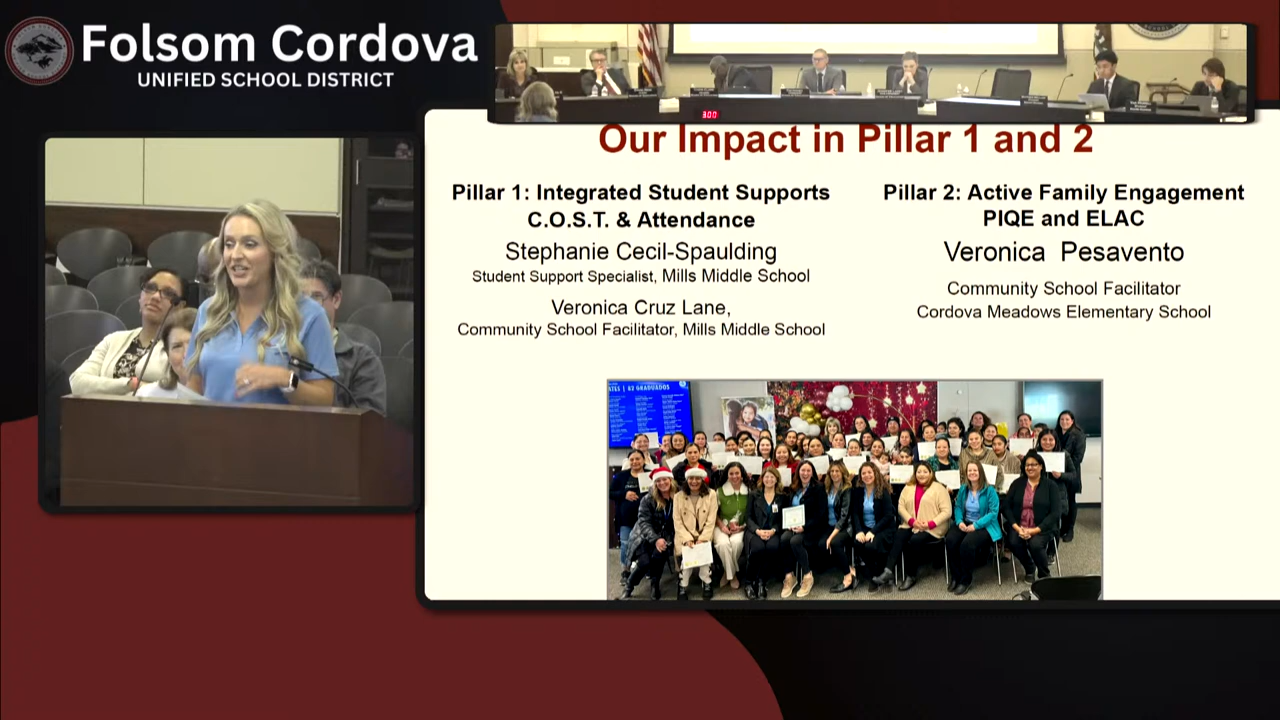 Folsom Cordova
UNIFIED SCHOOL DISTRICT
3:00
Our Impact in Pillar 1 and 2
Pillar 1: Integrated Student Supports
C.O.S.T. & Attendance
Stephanie Cecil-Spaulding
Student Support Specialist, Mills Middle School
Veronica Cruz Lane,
Community School Facilitator, Mills Middle School
Pillar 2: Active Family Engagement
PIQE and ELAC
Veronica Pesavento
Community School Facilitator
Cordova Meadows Elementary School